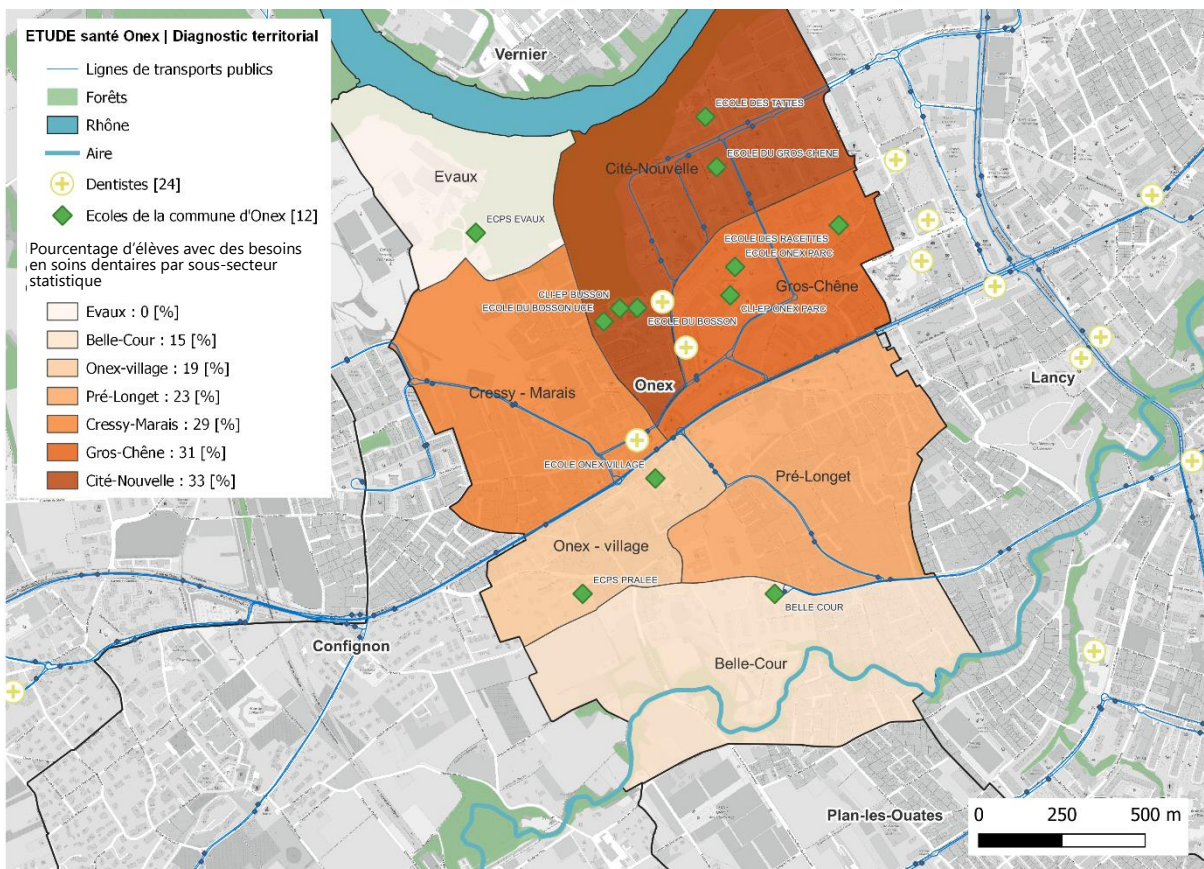 ETUDE santé Onex | Diagnostic territorial
Lignes de transports publics
Forêts
Rhône
Aire
Dentistes [24]
Ecoles de la commune d'Onex [12]
Pourcentage d'élèves avec des besoins
en soins dentaires par sous-secteur
statistique
Evaux : 0 [%]
Belle-Cour : 15 [%]
Onex-village : 19 [%]
Pré-Longet : 23 [%]
Cressy-Marais : 29 [%]
Gros-Chêne : 31 [%]
Cité-Nouvelle : 33 [%]
Vernier
ECOLE DES TATTES
ECOLE DU GROS-CHENE
Cité-Nouvelle
Evaux
ECPS EVAUX
ECOLE DES RACETTES
ECOLE ONEX PARC
Gros-Chêne
CLI-EP BUSSON
ECOLE DU BOSSON UCE
CLI-EP ONEX PARC
ECOLE DU BOSSON
Onex
Lancy
Cressy - Marais
ECOLE ONEX VILLAGE
Pré-Longet
Onex - village
ECPS PRALEE
BELLE COUR
Confignon
Belle-Cour
Plan-les-Ouates
0 250 500 m